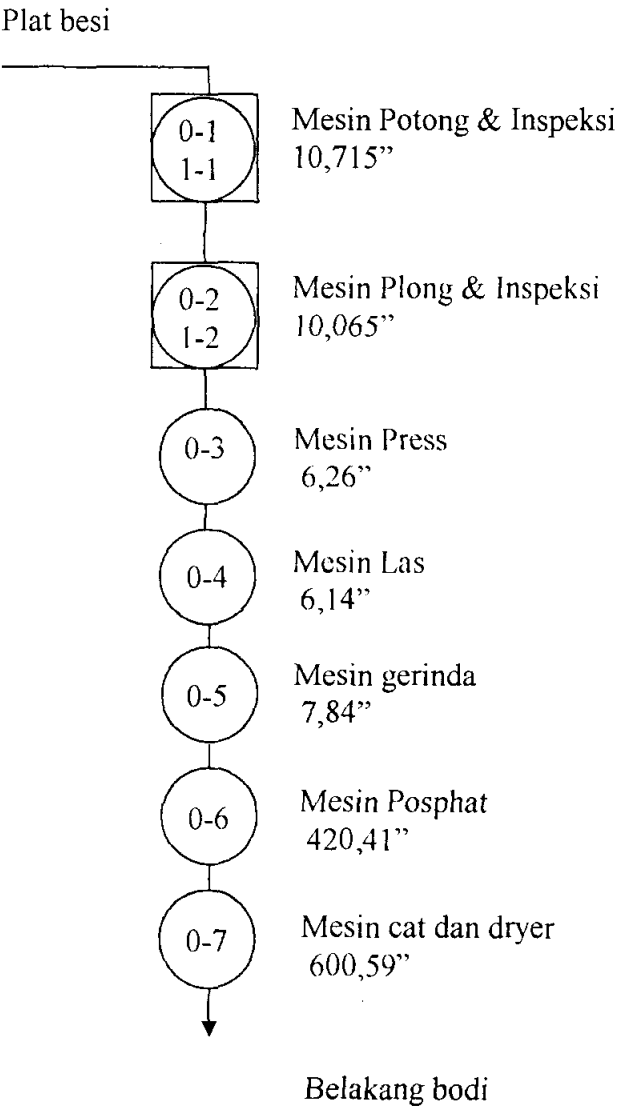 Plat besi
0-1
1-1
Mesin Potong & Inspeksi
10,715”
0-2
1-2
Mesin Plong & Inspeksi
10,065”
0-3
Mesin Press
6,26”
0-4
Mesin Las
6,14”
0-5
Mesin gerinda
7,84”
0-6
Mesin Posphat
420,41”
0-7
Mesin cat dan dryer
600,59”
Belakang bodi